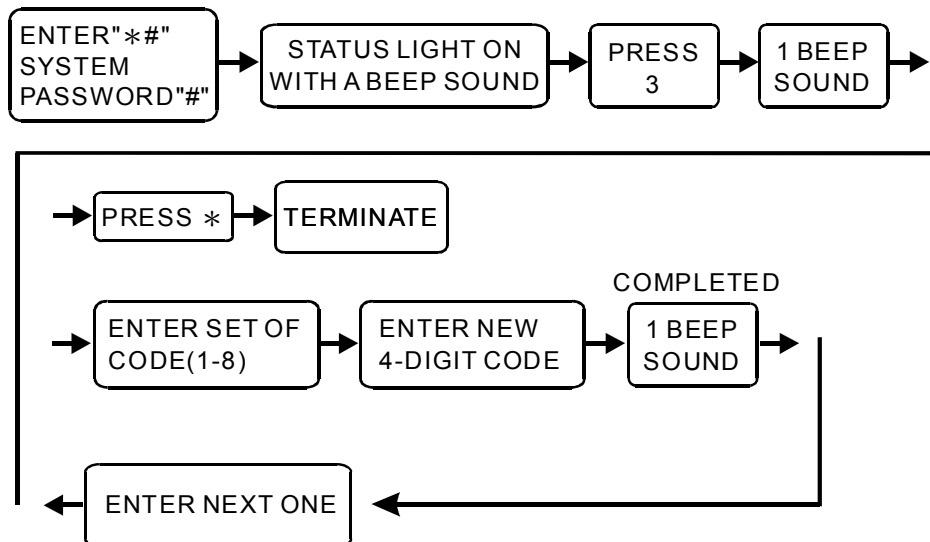 ENTER"*#"
SYSTEM
PASSWORD"#"
STATUS LIGHT ON
WITH A BEEP SOUND
PRESS
3
1 BEEP
SOUND
PRESS *
TERMINATE
ENTER SET OF
CODE(1-8)
ENTER NEW
4-DIGIT CODE
COMPLETED
1 BEEP
SOUND
ENTER NEXT ONE